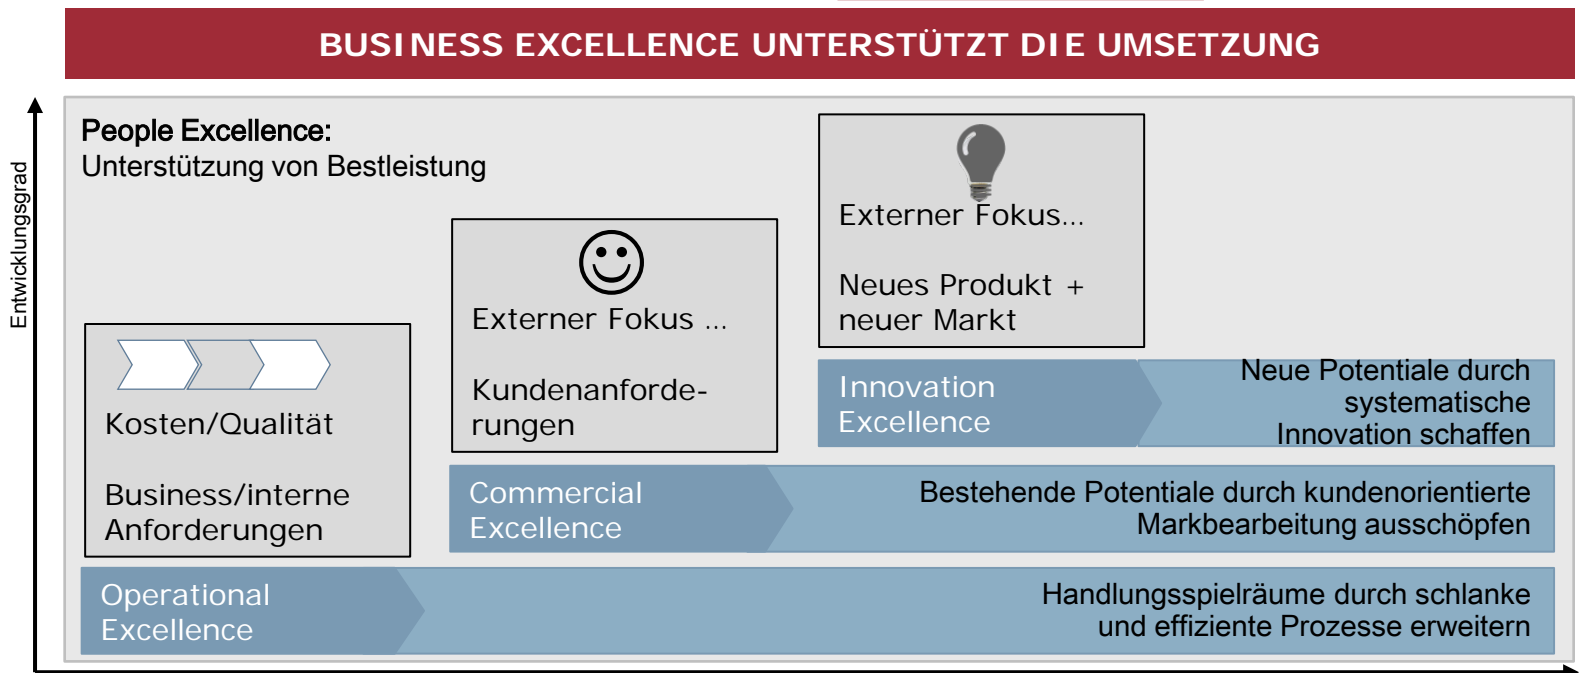 BUSINESS EXCELLENCE UNTERSTÜTZT DIE UMSETZUNG
Entwicklungsgrad
People Excellence:
Unterstützung von Bestleistung
Kosten/Qualität
Business/interne
Anforderungen
Externer Fokus ...
Kundenanforde-
rungen
Externer Fokus...
Neues Produkt +
neuer Markt
Innovation
Excellence
Neue Potentiale durch
systematische
Innovation schaffen
Commercial
Excellence
Bestehende Potentiale durch kundenorientierte
Markbearbeitung ausschöpfen
Operational
Excellence
Handlungsspielräume durch schlanke
und effiziente Prozesse erweitern